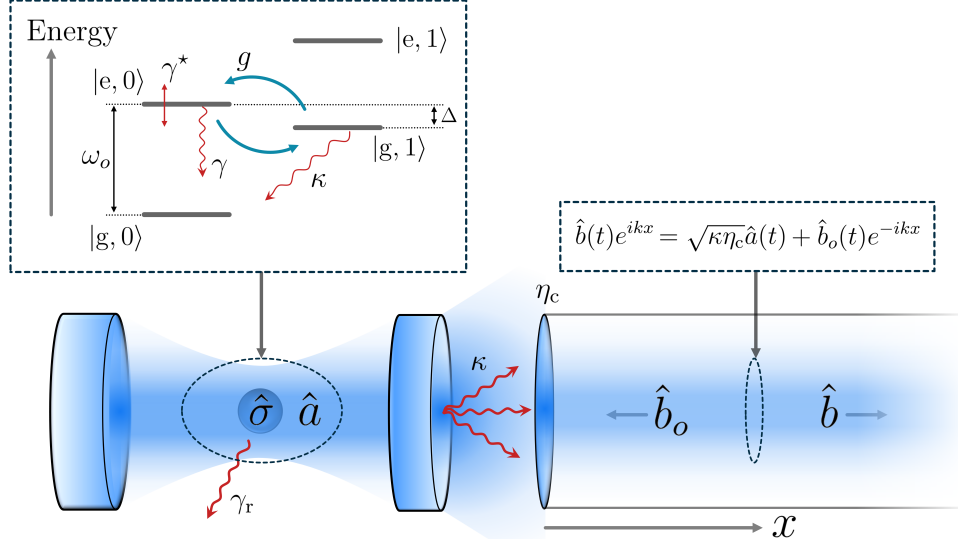 Energy
|e, 1⟩
|e, 0⟩
γ⋆
g
Δ
|g, 1⟩
ω_o
γ
κ
|g, 0⟩
b̂(t)e^{ikx} = √(κη_c)â(t) + b̂_o(t)e^{-ikx}
η_c
κ
σ̂ â
b̂_o
b̂
γ_r
x